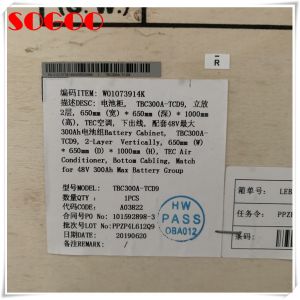 SOGOO
R
编码ITEM: W01073914K
描述DESC: 电池柜, TBC300A-TCD9, 立放
2层, 650mm (宽) * 650mm (深) * 1000mm
(高), TEC空调, 下出线, 配套48V最大
300Ah电池组Battery Cabinet, TBC300A-
TCD9, 2-Layer Vertically, 650mm (W)
* 650mm (D) * 1000mm (H), TEC Air
Conditioner, Bottom Cabling, Match
for 48V 300Ah Max Battery Group
型号MODEL: TBC300A-TCD9
数量QTY: 1PCS
代码CODE: A03822
合同号PO NO: 101592898-3
批次号LOT No: PPZP4L612Q9
日期DATE: 20190620
备注REMARK: /
HW
PASS
OBA012
箱单号 LEB
任务令 PPZP